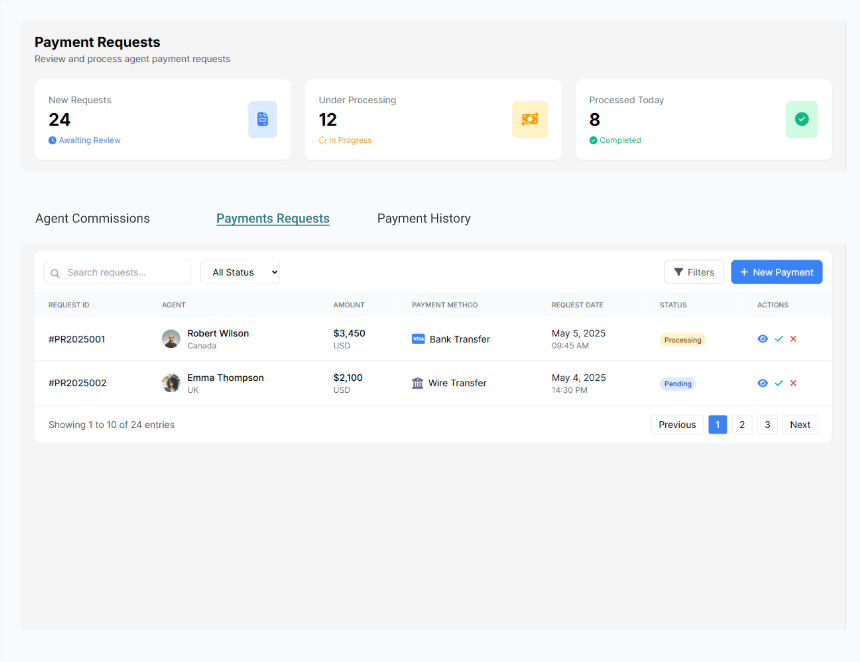 Payment Requests
Review and process agent payment requests
New Requests
24
Awaiting Review
Under Processing
12
In Progress
Processed Today
8
Completed
Agent Commissions Payments Requests Payment History
Search requests... All Status Filters + New Payment
REQUEST ID AGENT AMOUNT PAYMENT METHOD REQUEST DATE STATUS ACTIONS
#PR2025001 Robert Wilson $3,450 VISA Bank Transfer May 5, 2025 Processing
Canada USD 09:45 AM
#PR2025002 Emma Thompson $2,100 Wire Transfer May 4, 2025 Pending
UK USD 14:30 PM
Showing 1 to 10 of 24 entries Previous 1 2 3 Next